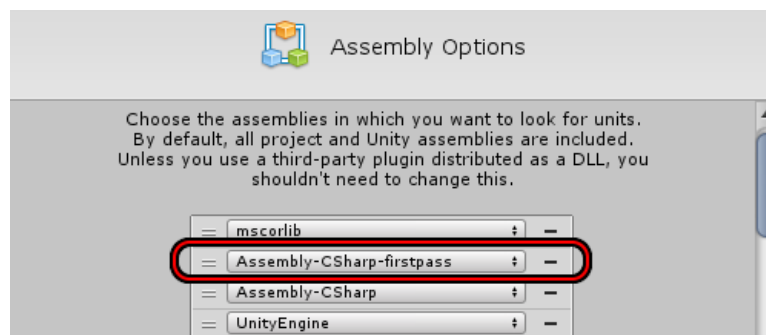 Assembly Options
Choose the assemblies in which you want to look for units.
By default, all project and Unity assemblies are included.
Unless you use a third-party plugin distributed as a DLL, you
shouldn't need to change this.
mscorlib
Assembly-CSharp-firstpass
Assembly-CSharp
UnityEngine